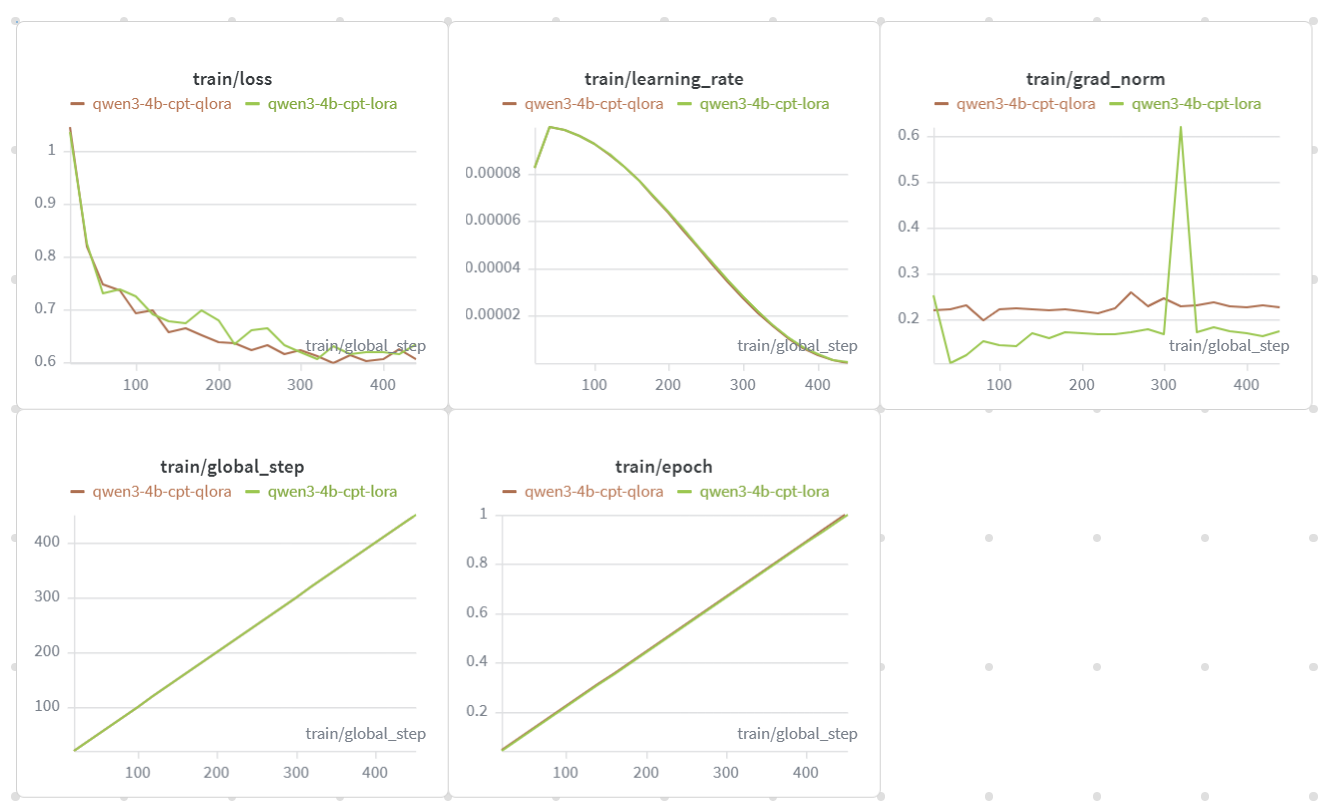 train/loss
qwen3-4b-cpt-qlora qwen3-4b-cpt-lora
1
0.9
0.8
0.7
0.6
100 200 300 400
train/global_step
train/learning_rate
qwen3-4b-cpt-qlora qwen3-4b-cpt-lora
0.00008
0.00006
0.00004
0.00002
100 200 300 400
train/global_step
train/grad_norm
qwen3-4b-cpt-qlora qwen3-4b-cpt-lora
0.6
0.5
0.4
0.3
0.2
100 200 300 400
train/global_step
train/global_step
qwen3-4b-cpt-qlora qwen3-4b-cpt-lora
400
300
200
100
train/global_step
100 200 300 400
train/epoch
qwen3-4b-cpt-qlora qwen3-4b-cpt-lora
1
0.8
0.6
0.4
0.2
train/global_step
100 200 300 400